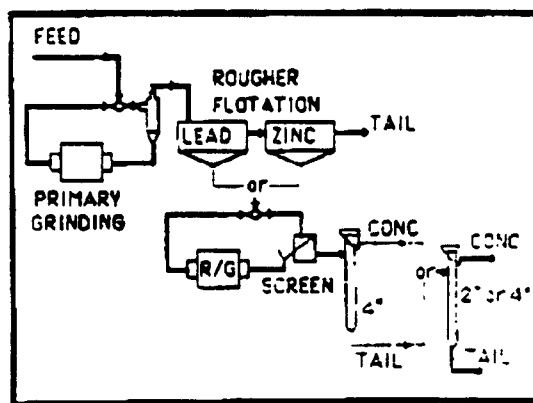 FEED
ROUGHER
FLOTATION
LEAD
ZINC
TAIL
PRIMARY
GRINDING
or
R/G
SCREEN
CONC
4"
TAIL
or
CONC
2" or 4"
TAIL